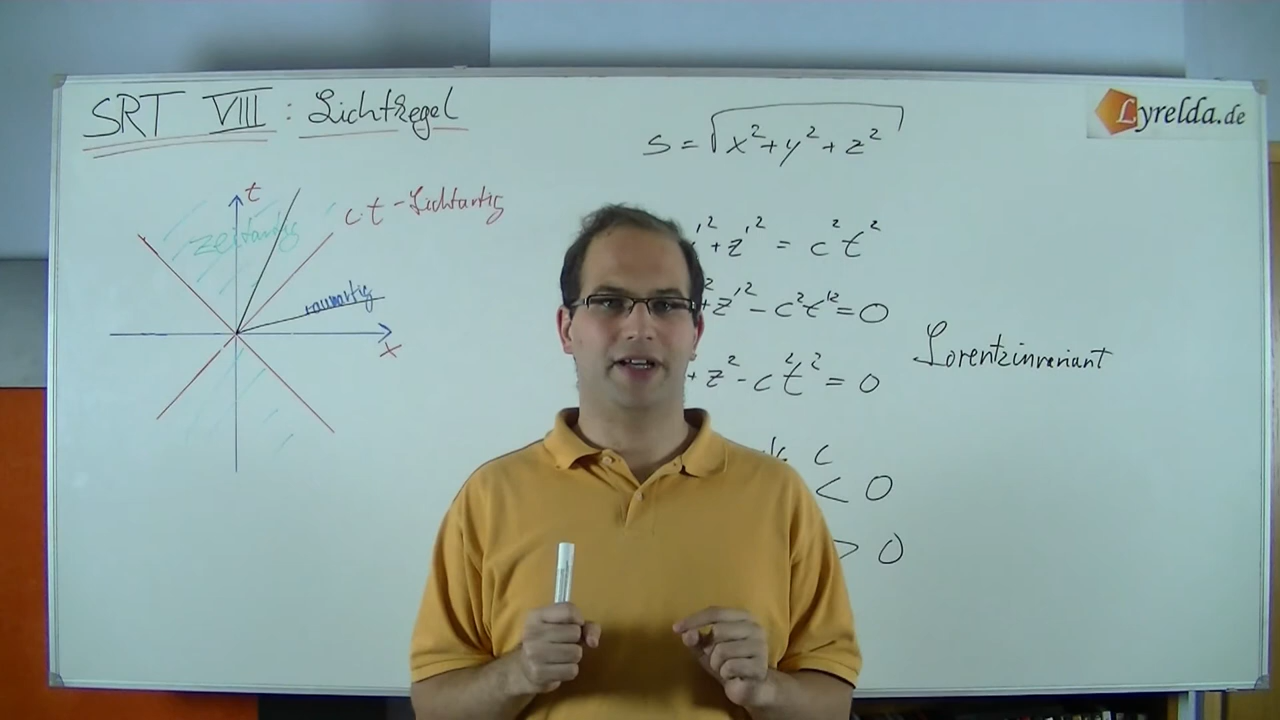 SRT VIII : Lichtkegel
Lyrelda.de
s = √x²+y²+z²
t
c.t - Lichtartig
zeitartig
raumartig
x
'²+z'² = c²t²
²+z'²-c²t'²=0
+z²-c²t²=0
Lorentzinvariant
c
< 0
> 0